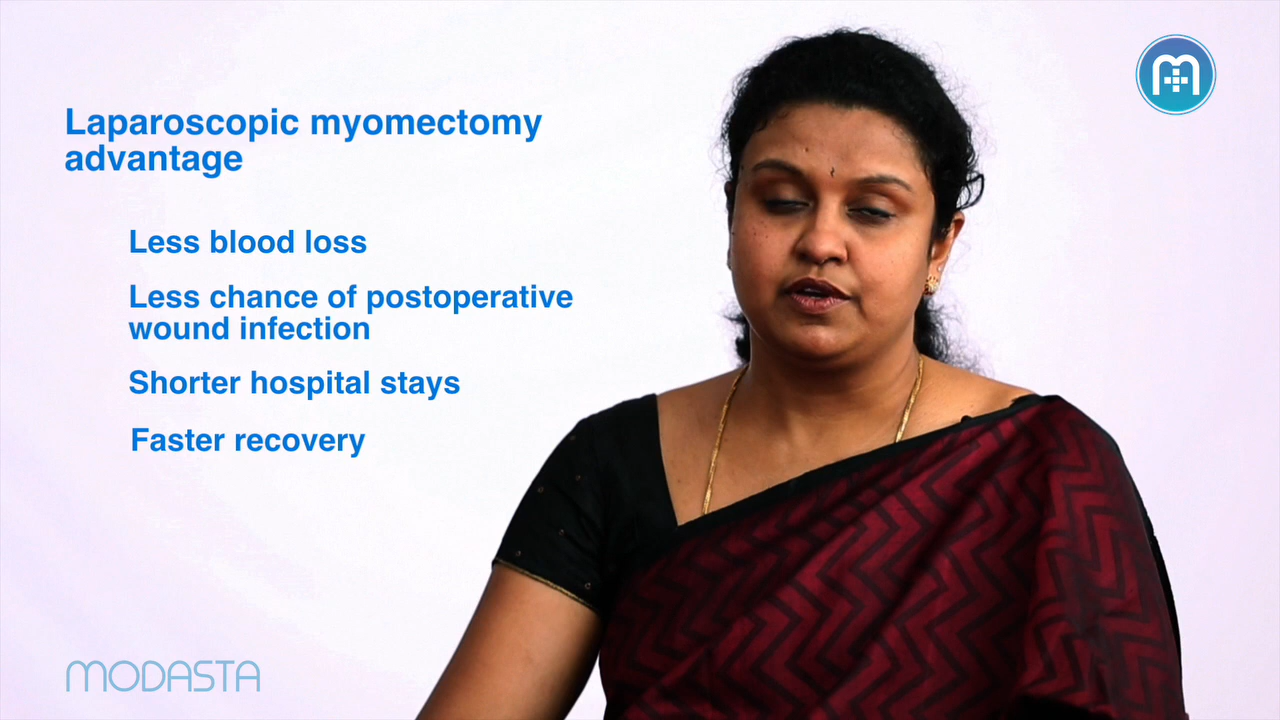 Laparoscopic myomectomy
advantage
Less blood loss
Less chance of postoperative
wound infection
Shorter hospital stays
Faster recovery
MODASTA